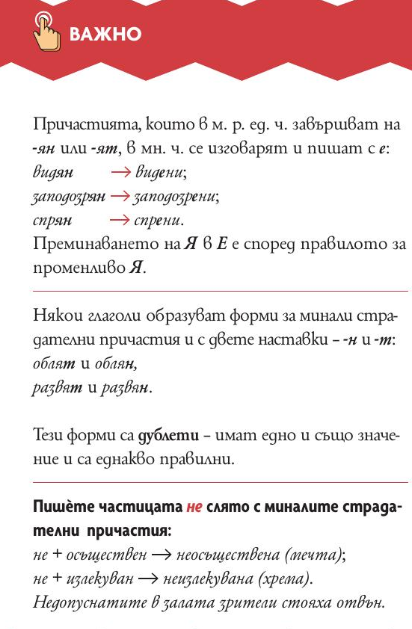 ВАЖНО
Причастията, които в м. р. ед. ч. завършват на
-ян или -ят, в мн. ч. се изговарят и пишат с е:
видян → видени;
заподозрян → заподозрени;
спрян → спрени.
Преминаването на Я в Е е според правилото за
променливо Я.
Някои глаголи образуват форми за минали стра-
дателни причастия и с двете наставки – -н и -т:
облят и облян,
развят и развян.
Тези форми са дублети – имат едно и също значе-
ние и са еднакво правилни.
Пишѐте частицата не слято с миналите страда-
телни причастия:
не + осъществен → неосъществена (мечта);
не + излекуван → неизлекувана (хрема).
Недопуснатите в залата зрители стояха отвън.